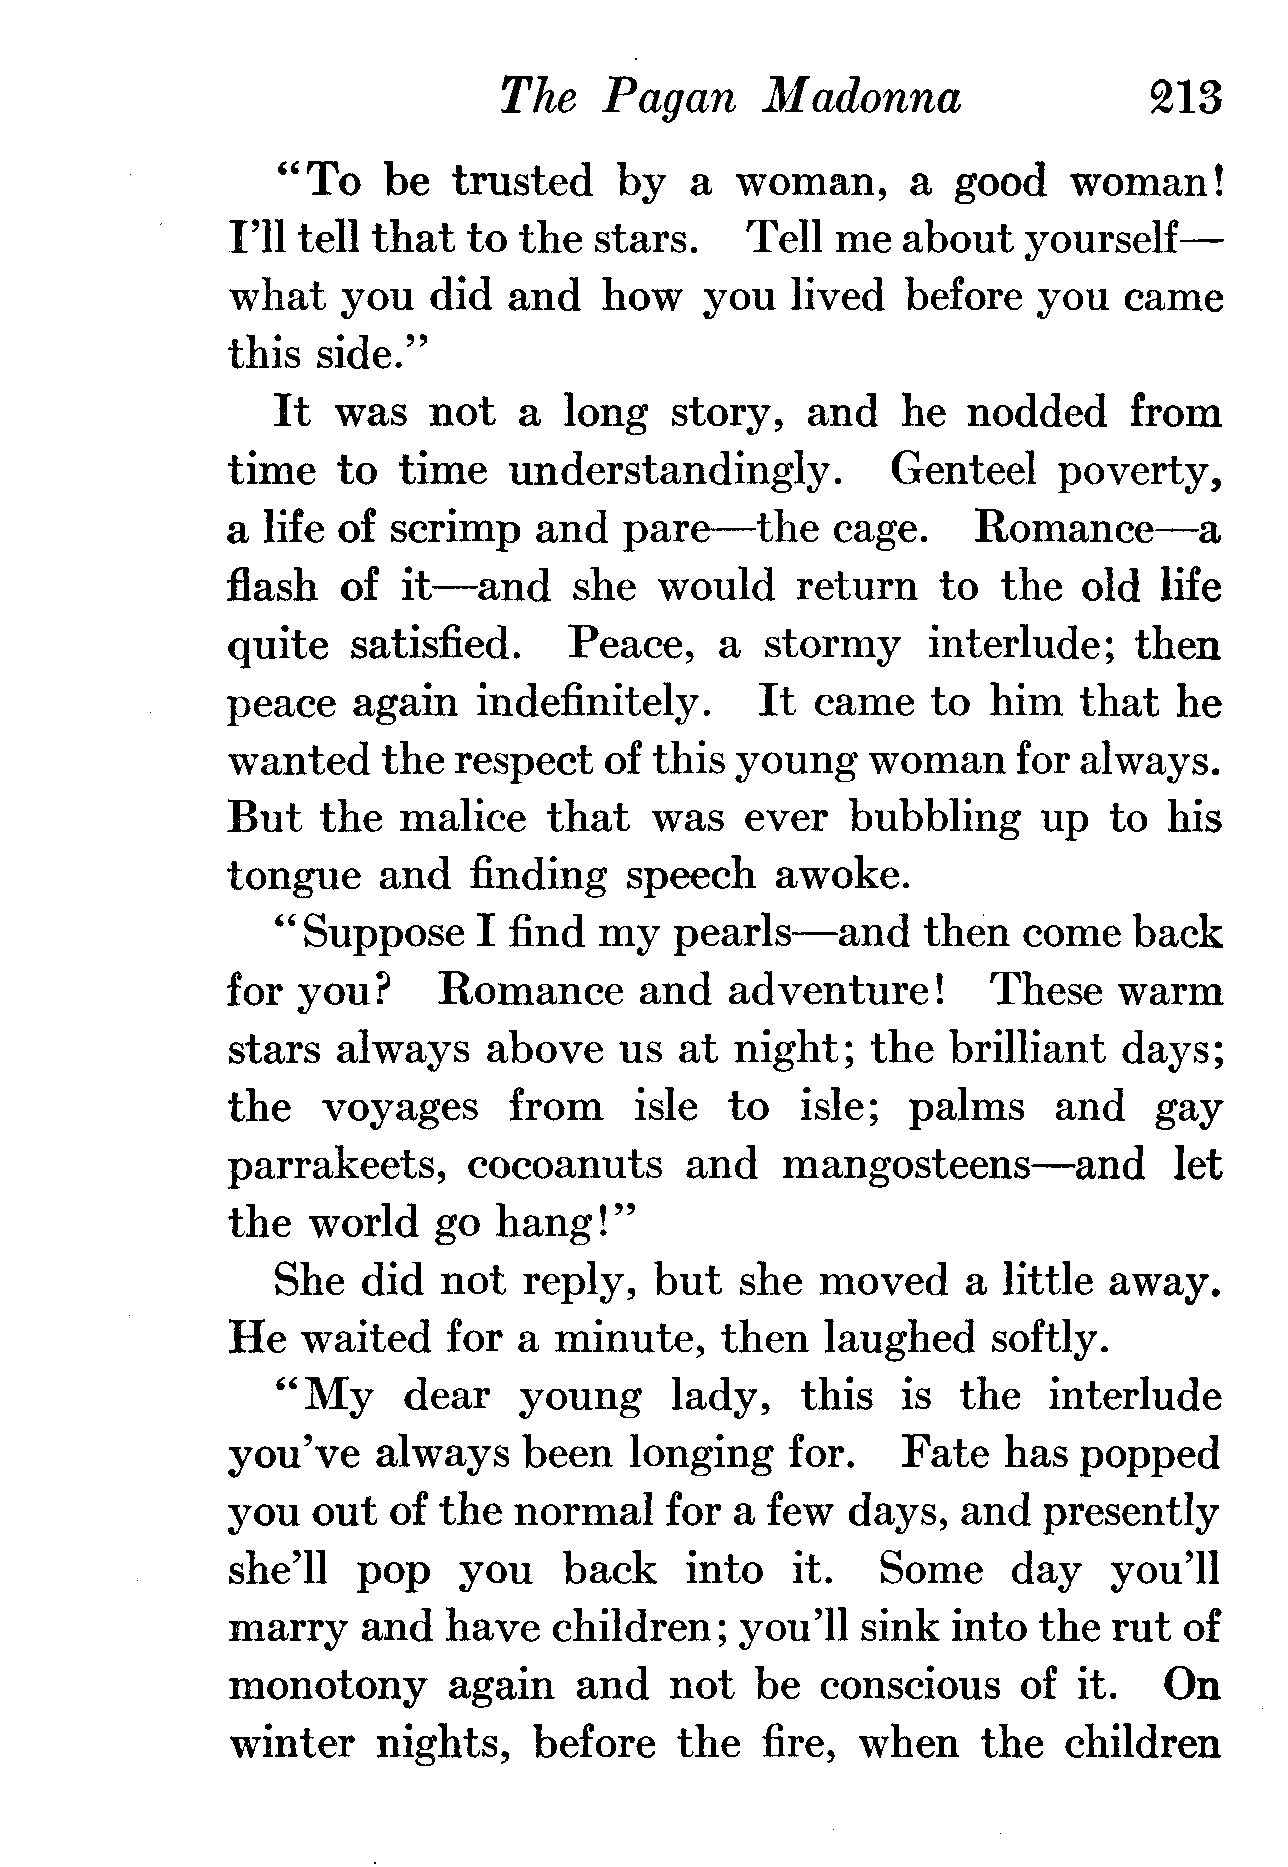 The Pagan Madonna 213
“To be trusted by a woman, a good woman!
I’ll tell that to the stars. Tell me about yourself—
what you did and how you lived before you came
this side.”
It was not a long story, and he nodded from
time to time understandingly. Genteel poverty,
a life of scrimp and pare—the cage. Romance—a
flash of it—and she would return to the old life
quite satisfied. Peace, a stormy interlude; then
peace again indefinitely. It came to him that he
wanted the respect of this young woman for always.
But the malice that was ever bubbling up to his
tongue and finding speech awoke.
“Suppose I find my pearls—and then come back
for you? Romance and adventure! These warm
stars always above us at night; the brilliant days;
the voyages from isle to isle; palms and gay
parrakeets, cocoanuts and mangosteens—and let
the world go hang!”
She did not reply, but she moved a little away.
He waited for a minute, then laughed softly.
“My dear young lady, this is the interlude
you’ve always been longing for. Fate has popped
you out of the normal for a few days, and presently
she’ll pop you back into it. Some day you’ll
marry and have children; you’ll sink into the rut of
monotony again and not be conscious of it. On
winter nights, before the fire, when the children